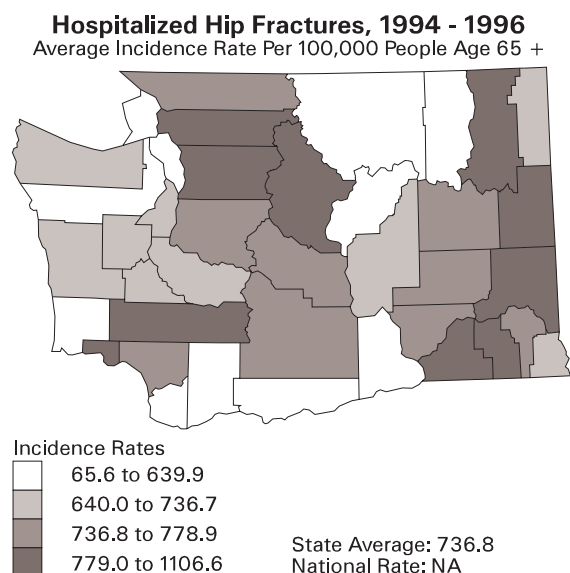 Hospitalized Hip Fractures, 1994 - 1996
Average Incidence Rate Per 100,000 People Age 65 +
Incidence Rates
65.6 to 639.9
640.0 to 736.7
736.8 to 778.9
779.0 to 1106.6
State Average: 736.8
National Rate: NA